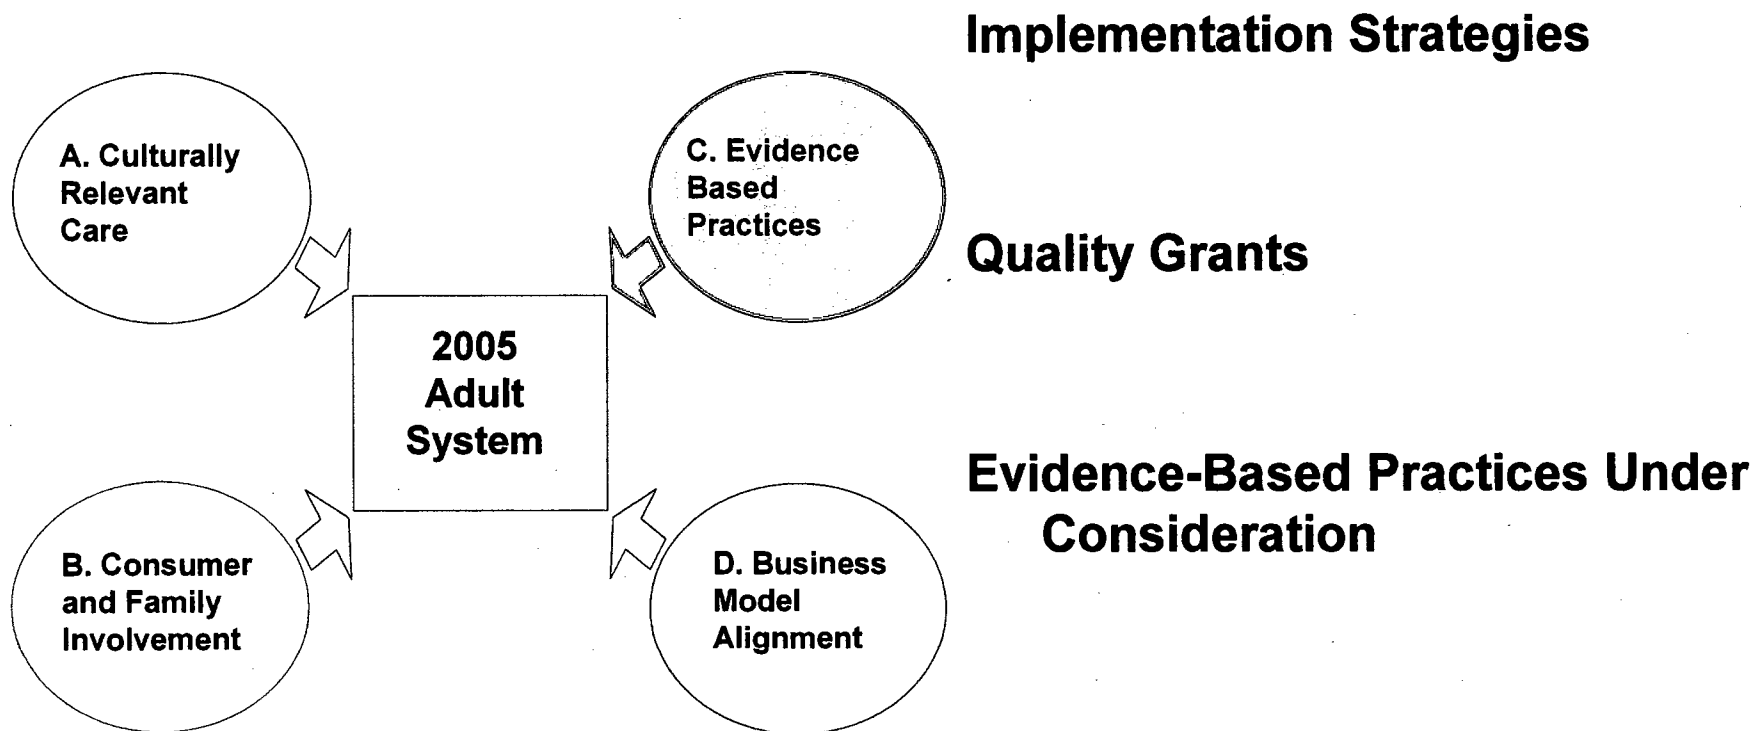 Implementation Strategies
A. Culturally
Relevant
Care
C. Evidence
Based
Practices
Quality Grants
2005
Adult
System
Evidence-Based Practices Under
Consideration
B. Consumer
and Family
Involvement
D. Business
Model
Alignment